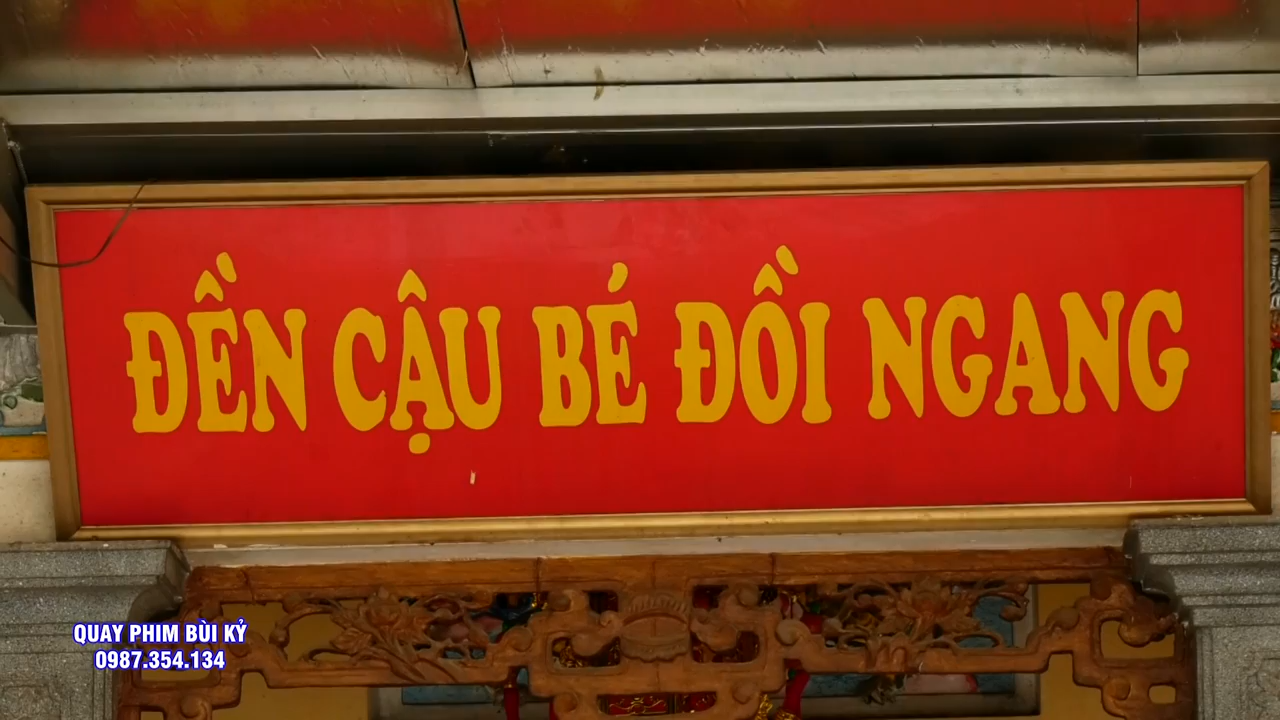 ĐỀN CẬU BÉ ĐỒI NGANG
QUAY PHIM BÙI KỶ
0987.354.134